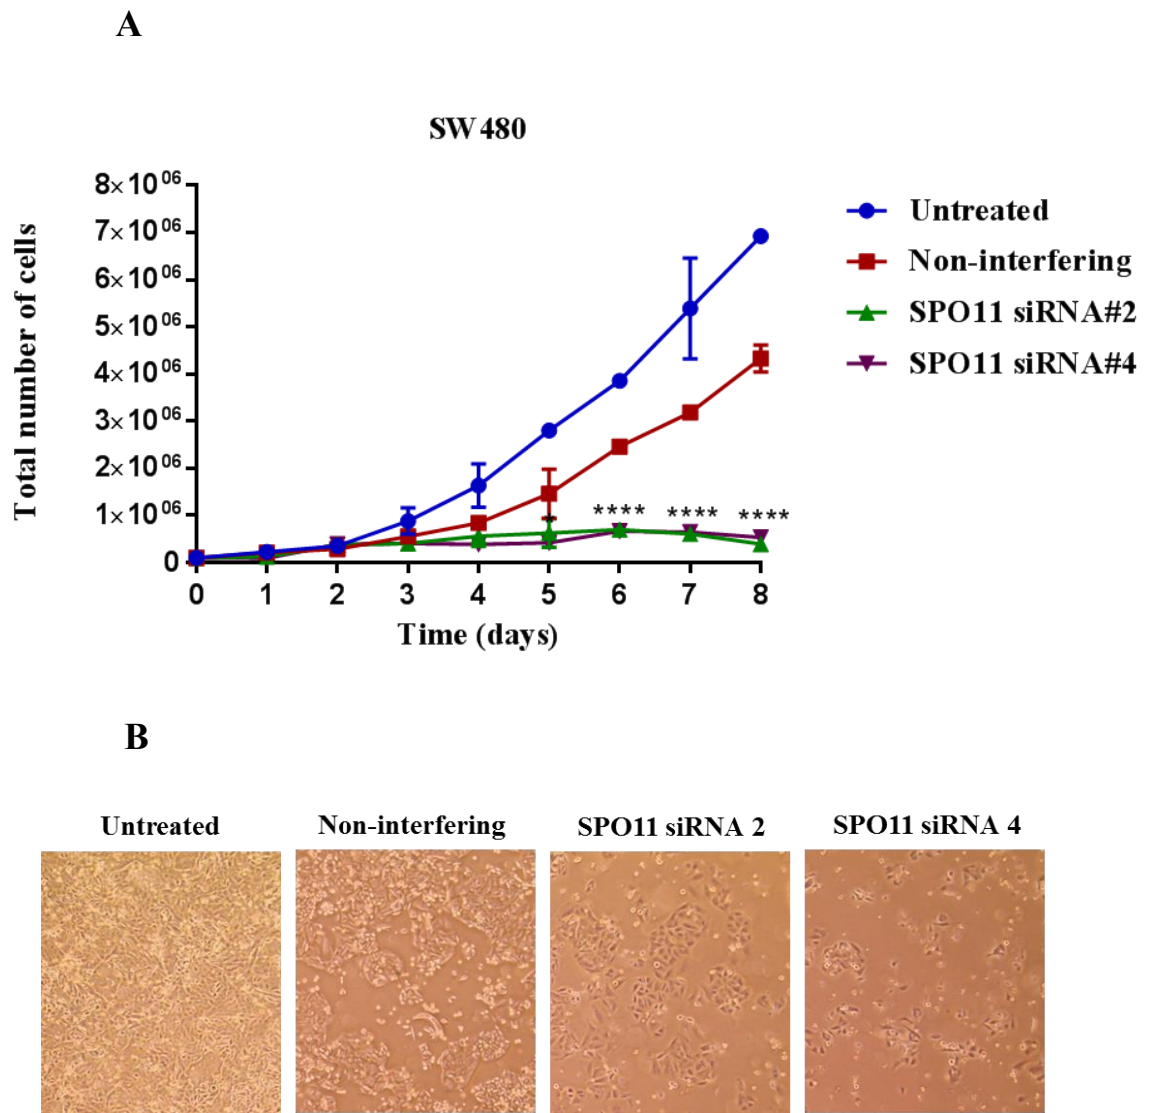 A
SW480
Total number of cells
8×10⁰⁶
7×10⁰⁶
6×10⁰⁶
5×10⁰⁶
4×10⁰⁶
3×10⁰⁶
2×10⁰⁶
1×10⁰⁶
0
* **** **** ****
0 1 2 3 4 5 6 7 8
Time (days)
Untreated
Non-interfering
SPO11 siRNA#2
SPO11 siRNA#4
B
Untreated Non-interfering SPO11 siRNA 2 SPO11 siRNA 4